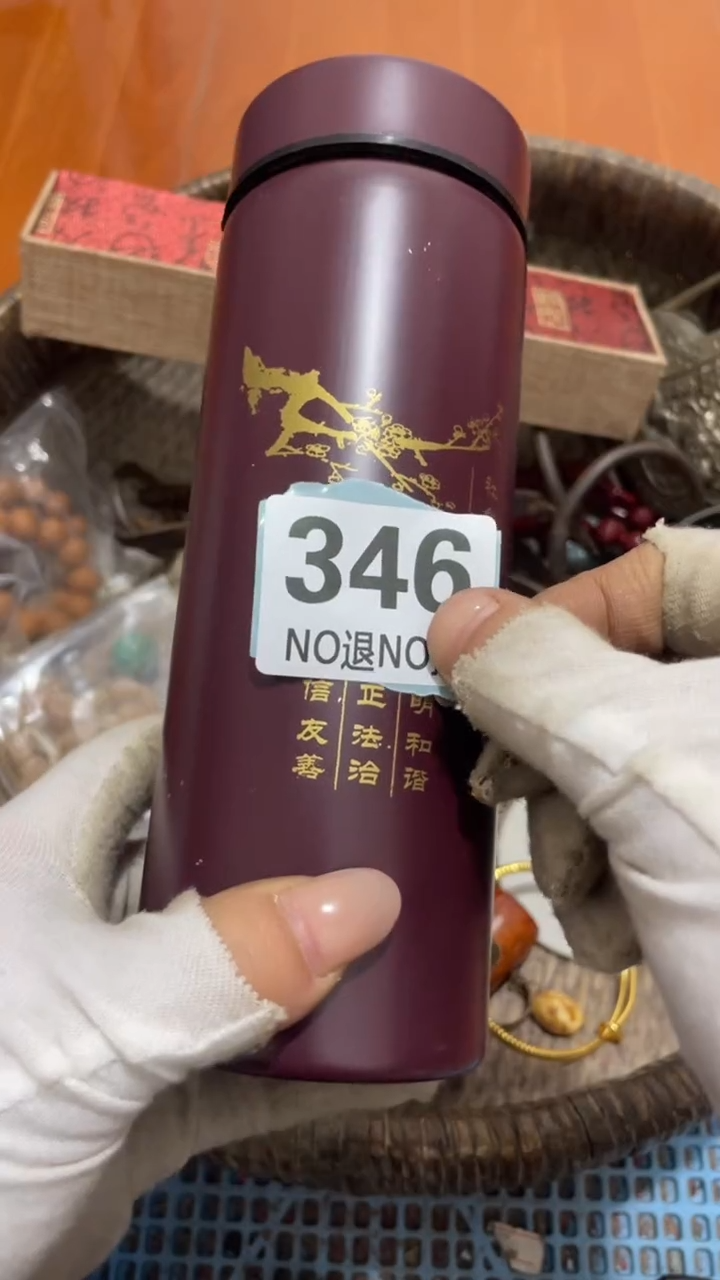 346
NO退NO
信 正 明
友 法 和
善 治 谐